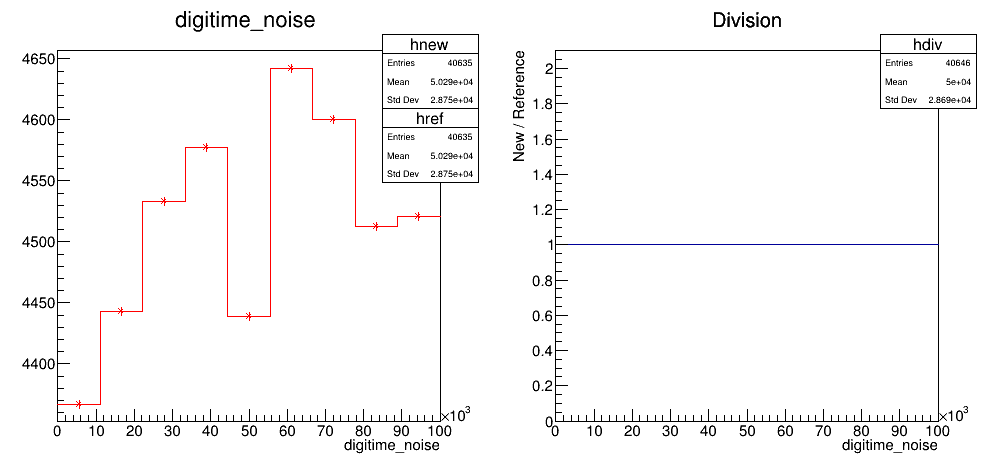 digitime_noise
hnew
Entries 40635
Mean 5.029e+04
Std Dev 2.875e+04
href
Entries 40635
Mean 5.029e+04
Std Dev 2.875e+04
4650
4600
4550
4500
4450
4400
0 10 20 30 40 50 60 70 80 90 100
×10³
digitime_noise
Division
hdiv
Entries 40646
Mean 5e+04
Std Dev 2.869e+04
New / Reference
2
1.8
1.6
1.4
1.2
1
0.8
0.6
0.4
0.2
0
0 10 20 30 40 50 60 70 80 90 100
×10³
digitime_noise